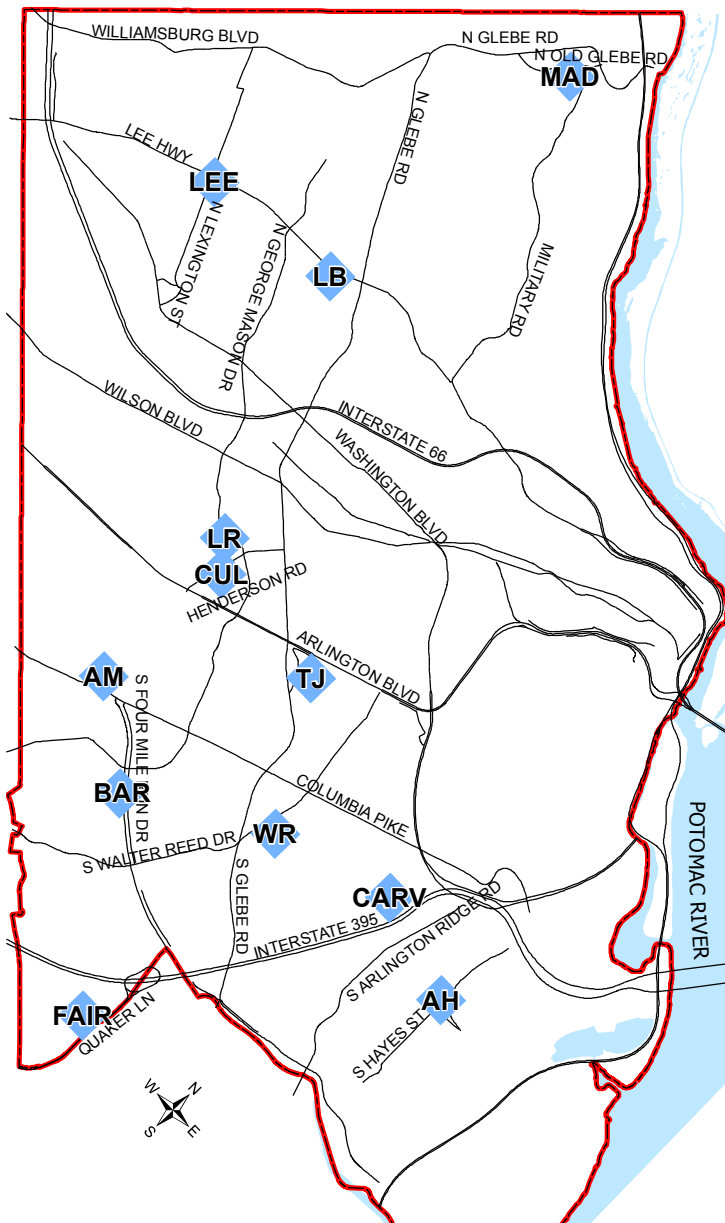 WILLIAMSBURG BLVD
N GLEBE RD
N OLD GLEBE RD
MAD
N GLEBE RD
LEE HWY
LEE
N LEXINGTON ST
N GEORGE MASON DR
LB
MILITARY RD
WILSON BLVD
INTERSTATE 66
WASHINGTON BLVD
LR
CUL
HENDERSON RD
ARLINGTON BLVD
AM
TJ
S FOUR MILE RUN DR
BAR
COLUMBIA PIKE
POTOMAC RIVER
WR
S WALTER REED DR
S GLEBE RD
CARV
INTERSTATE 395
S ARLINGTON RIDGE RD
AH
S HAYES ST
FAIR
QUAKER LN
W
N
S
E